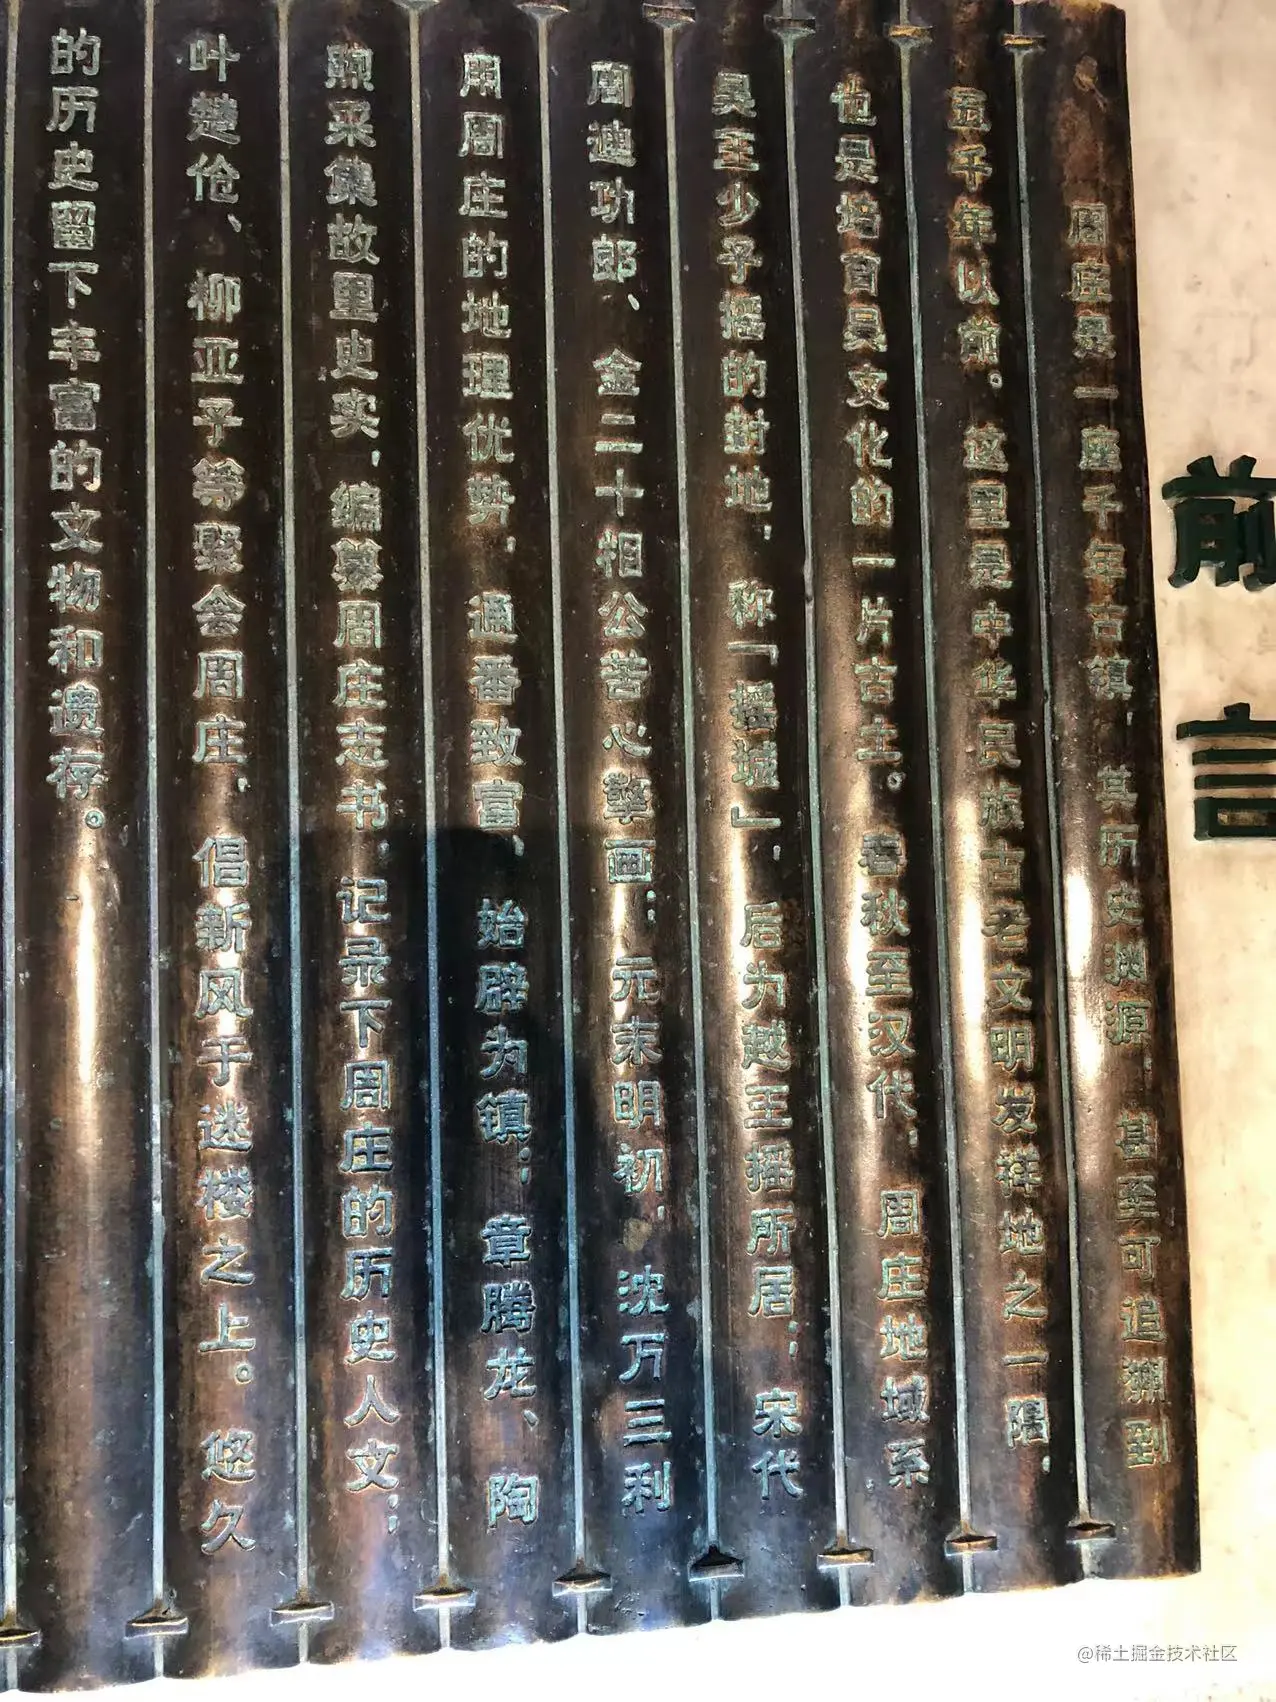 前言
周庄是一座千年古镇，其历史渊源，甚至可追溯到
五千年以前。这里是中华民族古老文明发祥地之一隅，
也是培育吴文化的一片古土。春秋至汉代，周庄地域系
吴王少子摇的封地，称「摇城」，后为越王摇所居；宋代
周迪功郎、金二十相公苦心擘画；元末明初，沈万三利
用周庄的地理优势，通番致富，始辟为镇；章腾龙、陶
煦采集故里史实，编纂周庄志书，记录下周庄的历史人文；
叶楚伧、柳亚子等聚会周庄，倡新风于迷楼之上。悠久
的历史留下丰富的文物和遗存。
@稀土掘金技术社区